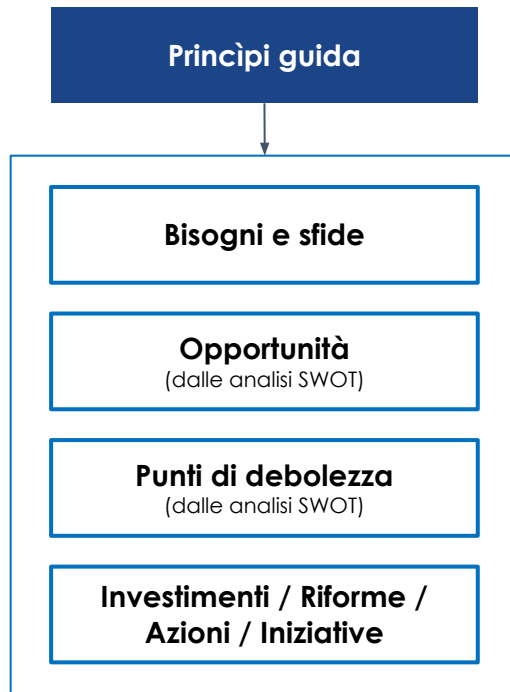 Princìpi guida
Bisogni e sfide
Opportunità
(dalle analisi SWOT)
Punti di debolezza
(dalle analisi SWOT)
Investimenti / Riforme /
Azioni / Iniziative